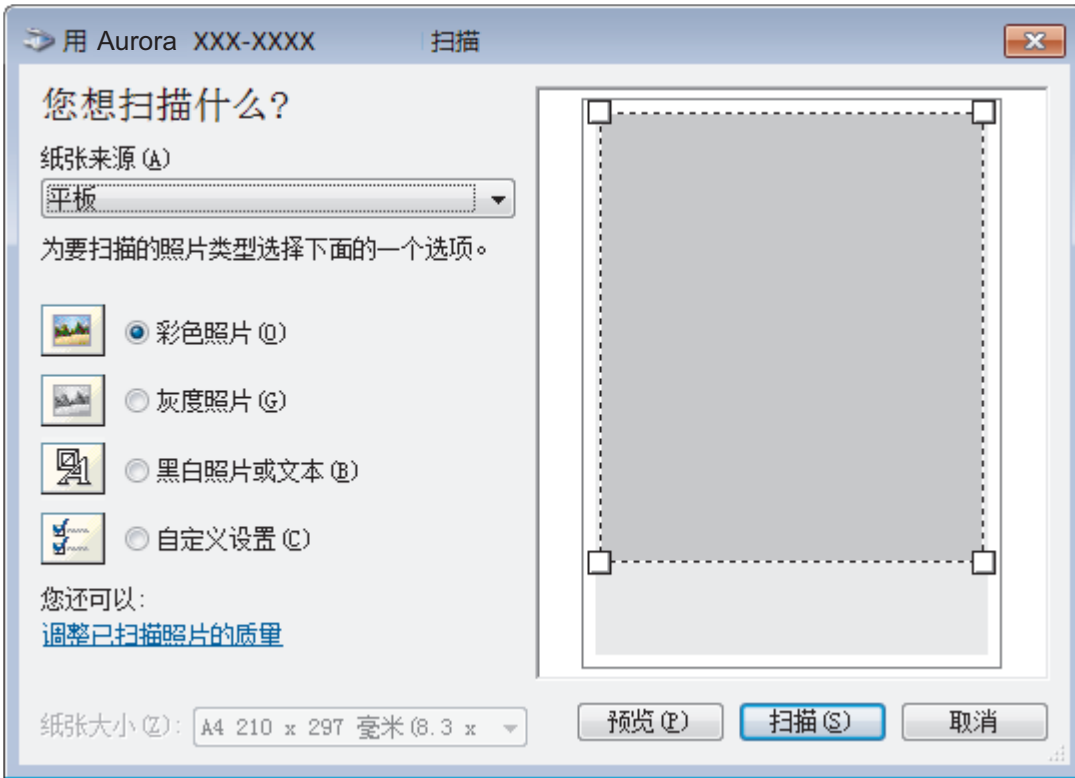 用 Aurora XXX-XXXX 扫描
您想扫描什么?
纸张来源(A)
平板
为要扫描的照片类型选择下面的一个选项。
彩色照片(O)
灰度照片(G)
黑白照片或文本(B)
自定义设置(C)
您还可以:
调整已扫描照片的质量
纸张大小(Z): A4 210 x 297 毫米(8.3 x
预览(P) 扫描(S) 取消